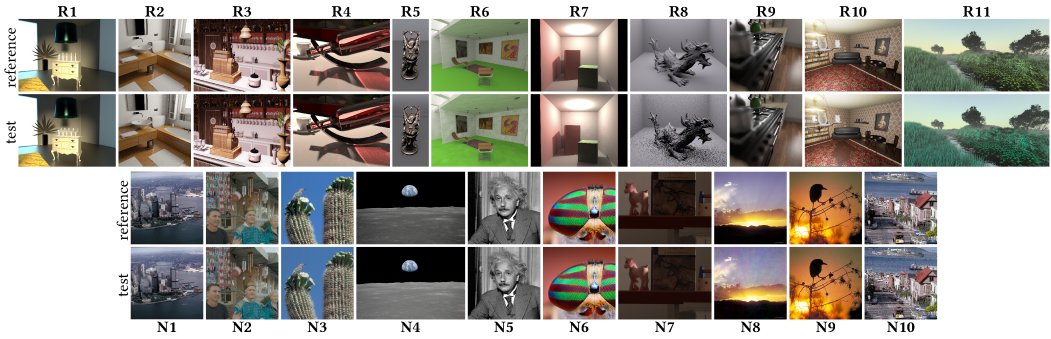 R1 R2 R3 R4 R5 R6 R7 R8 R9 R10 R11
reference
test
reference
test
N1 N2 N3 N4 N5 N6 N7 N8 N9 N10